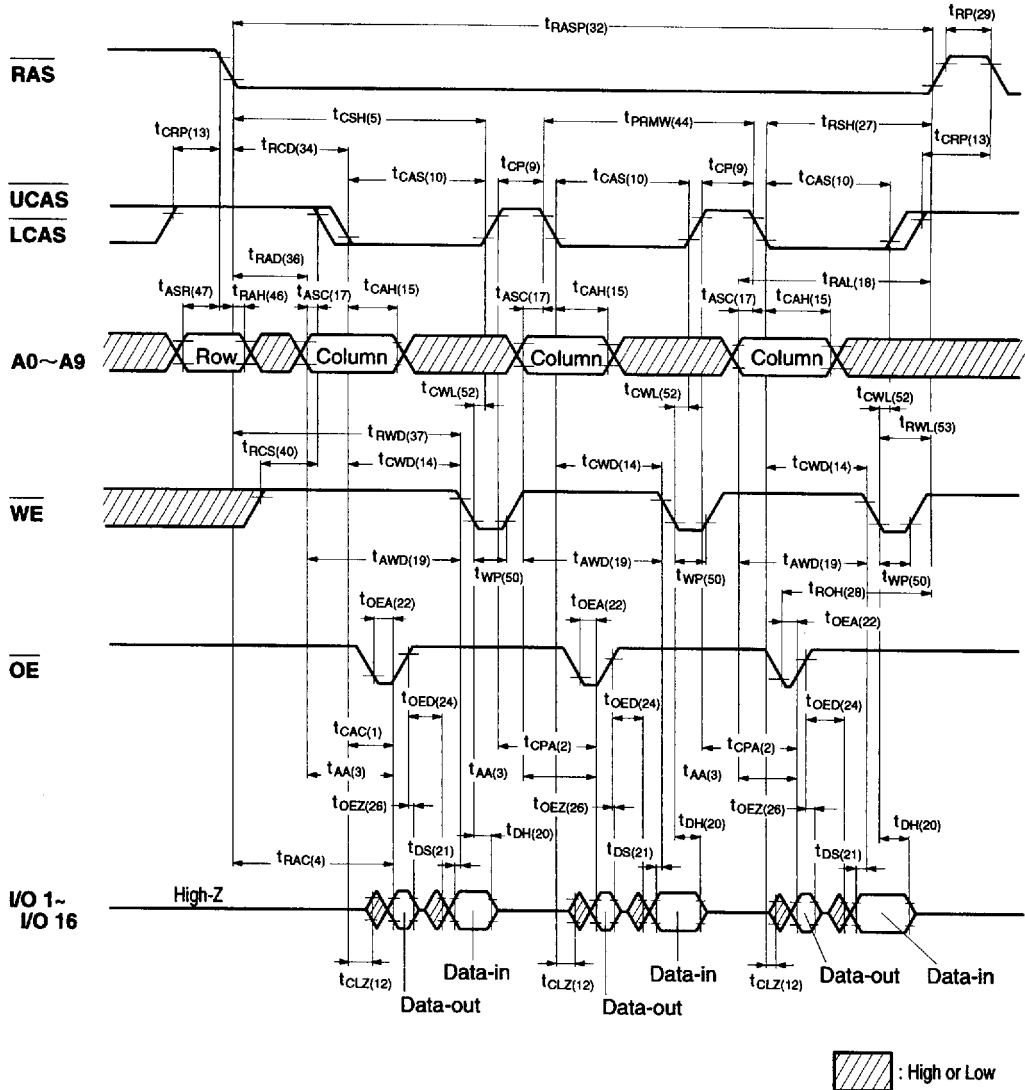 tRASP(32)
tRP(29)
RAS
tCSH(5)
tPRMW(44)
tRSH(27)
tCRP(13)
tRCD(34)
tCRP(13)
tCAS(10)
tCP(9)
tCAS(10)
tCP(9)
tCAS(10)
UCAS
LCAS
tRAD(36)
tRAL(18)
tASR(47)
tRAH(46)
tASC(17)
tCAH(15)
tASC(17)
tCAH(15)
tASC(17)
tCAH(15)
A0~A9
Row
Column
Column
Column
tCWL(52)
tCWL(52)
tCWL(52)
tRWD(37)
tRWL(53)
tRCS(40)
tCWD(14)
tCWD(14)
tCWD(14)
WE
tAWD(19)
tWP(50)
tAWD(19)
tWP(50)
tAWD(19)
tWP(50)
tROH(28)
tOEA(22)
tOEA(22)
tOEA(22)
OE
tOED(24)
tOED(24)
tOED(24)
tCAC(1)
tCPA(2)
tCPA(2)
tAA(3)
tAA(3)
tAA(3)
tOEZ(26)
tOEZ(26)
tOEZ(26)
tDH(20)
tDH(20)
tDH(20)
tRAC(4)
tDS(21)
tDS(21)
tDS(21)
I/O 1~
I/O 16
High-Z
tCLZ(12)
Data-in
tCLZ(12)
Data-in
tCLZ(12)
Data-out
Data-in
Data-out
Data-out
: High or Low